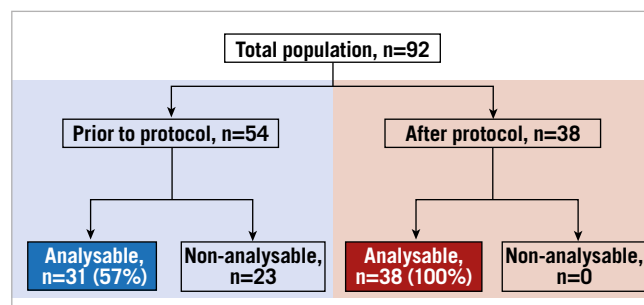 Total population, n=92
Prior to protocol, n=54
After protocol, n=38
Analysable,
n=31 (57%)
Non-analysable,
n=23
Analysable,
n=38 (100%)
Non-analysable,
n=0